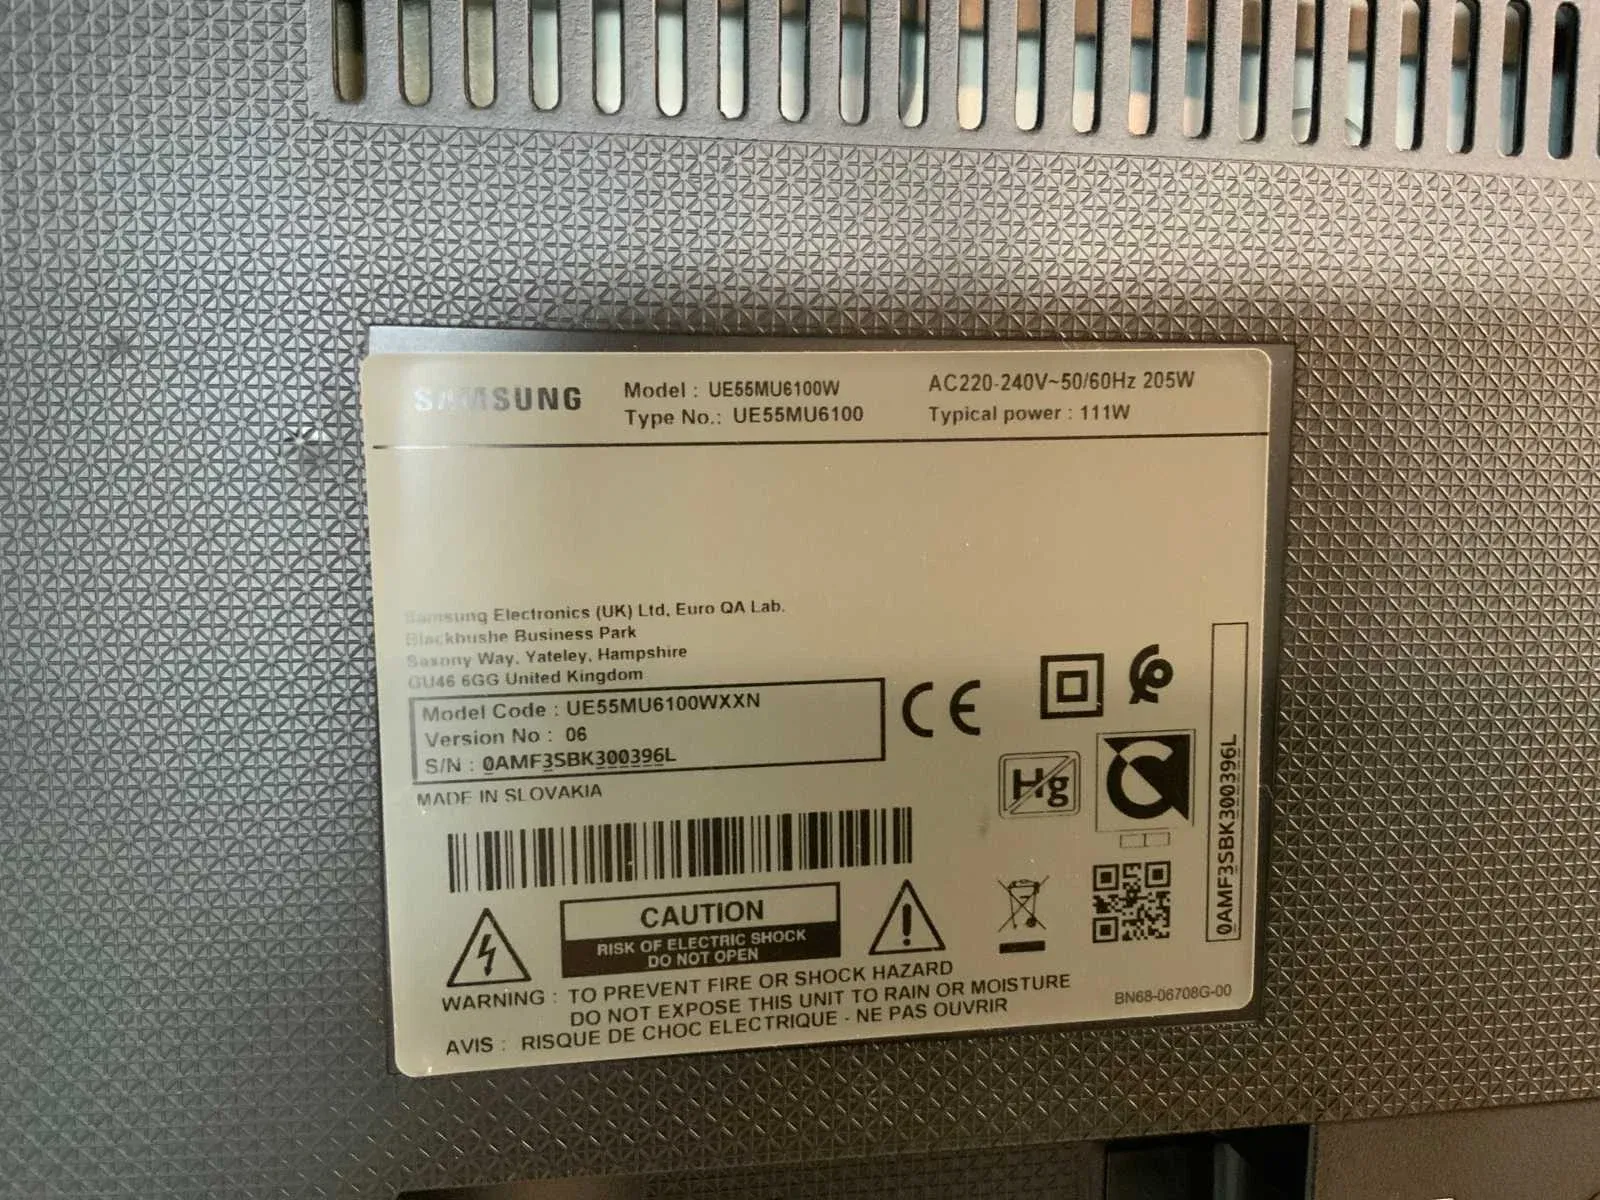 SAMSUNG
Model : UE55MU6100W
Type No.: UE55MU6100
AC220-240V~50/60Hz 205W
Typical power : 111W
Samsung Electronics (UK) Ltd, Euro QA Lab.
Blackbushe Business Park
Saxony Way, Yateley, Hampshire
GU46 6GG United Kingdom
Model Code : UE55MU6100WXXN
Version No : 06
S/N : 0AMF3SBK300396L
MADE IN SLOVAKIA
CE
Hg
0AMF3SBK300396L
CAUTION
RISK OF ELECTRIC SHOCK
DO NOT OPEN
WARNING : TO PREVENT FIRE OR SHOCK HAZARD
DO NOT EXPOSE THIS UNIT TO RAIN OR MOISTURE
AVIS : RISQUE DE CHOC ELECTRIQUE - NE PAS OUVRIR
BN68-06708G-00